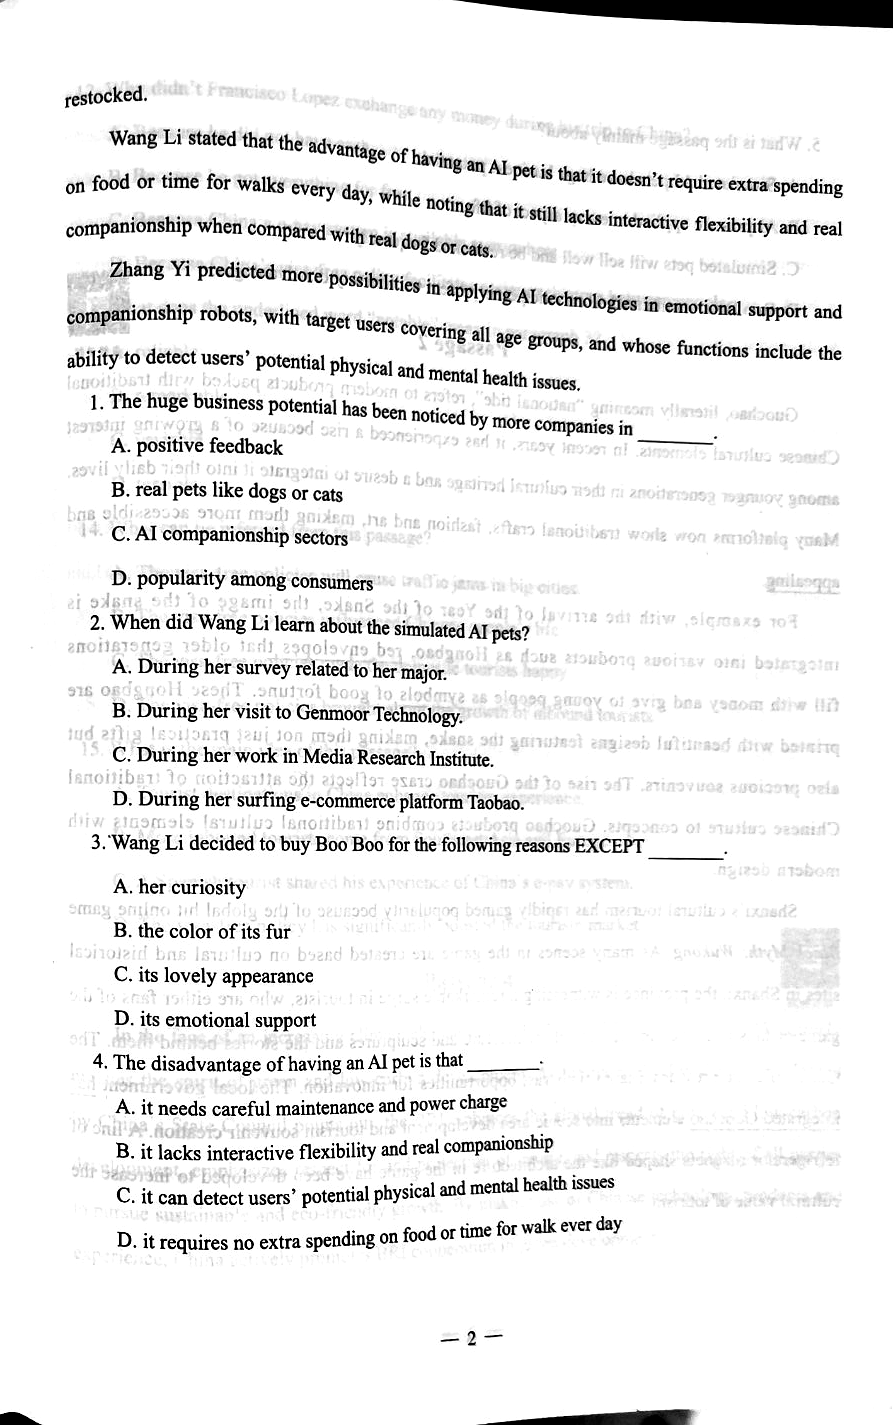 restocked.
Wang Li stated that the advantage of having an AI pet is that it doesn't require extra spending
on food or time for walks every day, while noting that it still lacks interactive flexibility and real
companionship when compared with real dogs or cats.
Zhang Yi predicted more possibilities in applying AI technologies in emotional support and
companionship robots, with target users covering all age groups, and whose functions include the
ability to detect users' potential physical and mental health issues.
1. The huge business potential has been noticed by more companies in ________.
A. positive feedback
B. real pets like dogs or cats
C. AI companionship sectors
D. popularity among consumers
2. When did Wang Li learn about the simulated AI pets?
A. During her survey related to her major.
B. During her visit to Genmoor Technology.
C. During her work in Media Research Institute.
D. During her surfing e-commerce platform Taobao.
3. Wang Li decided to buy Boo Boo for the following reasons EXCEPT ________.
A. her curiosity
B. the color of its fur
C. its lovely appearance
D. its emotional support
4. The disadvantage of having an AI pet is that ________.
A. it needs careful maintenance and power charge
B. it lacks interactive flexibility and real companionship
C. it can detect users' potential physical and mental health issues
D. it requires no extra spending on food or time for walk ever day
— 2 —